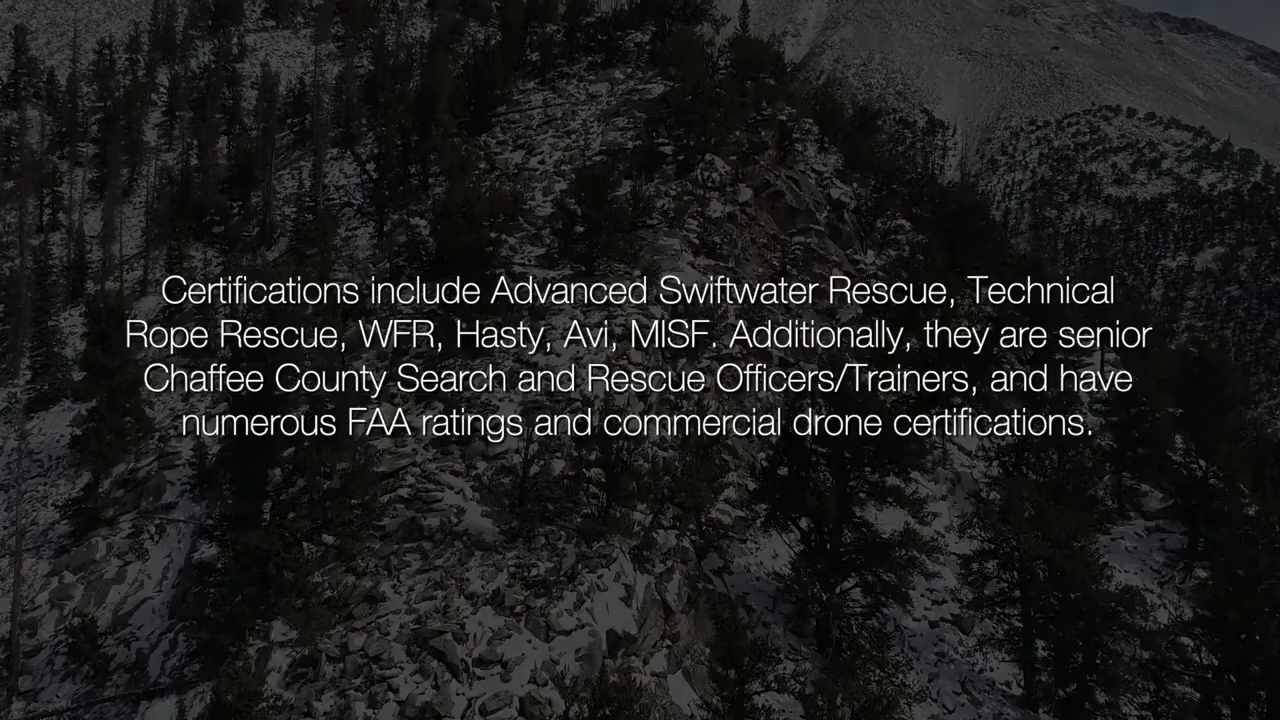 Certifications include Advanced Swiftwater Rescue, Technical
Rope Rescue, WFR, Hasty, Avi, MISF. Additionally, they are senior
Chaffee County Search and Rescue Officers/Trainers, and have
numerous FAA ratings and commercial drone certifications.